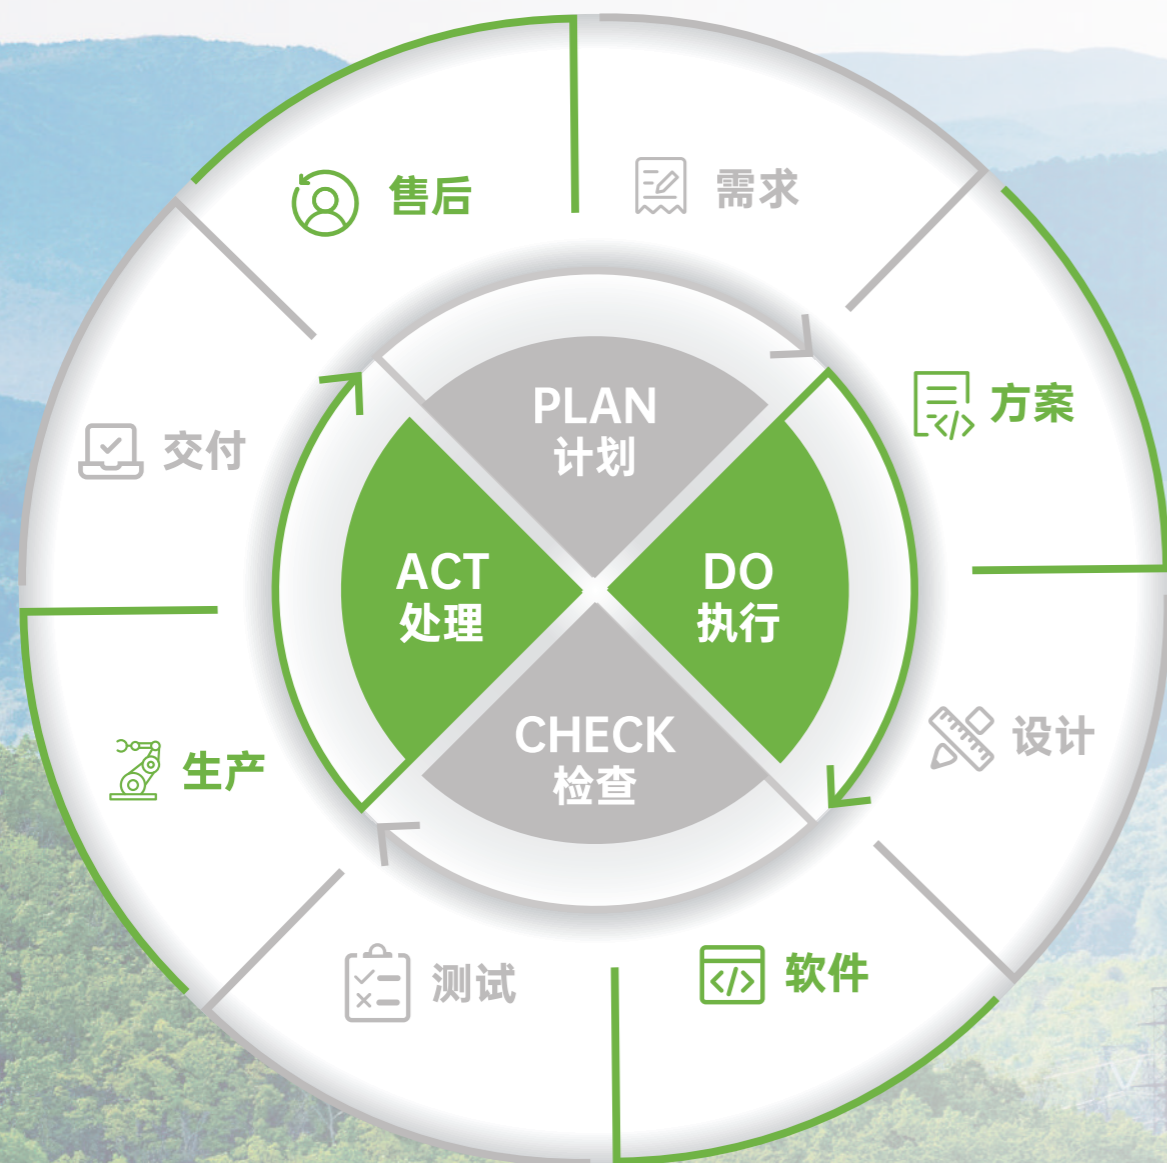 售后
需求
方案
设计
软件
测试
生产
交付
PLAN
计划
DO
执行
CHECK
检查
ACT
处理